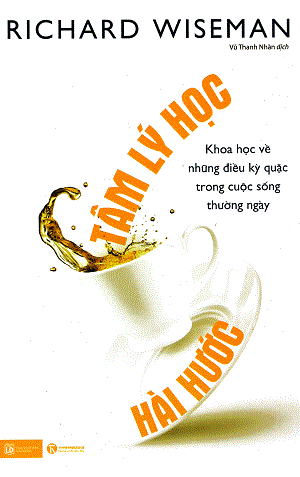 RICHARD WISEMAN
Vũ Thanh Nhàn dịch
TÂM LÝ HỌC
Khoa học về
những điều kỳ quặc
trong cuộc sống
thường ngày
HÀI HƯỚC